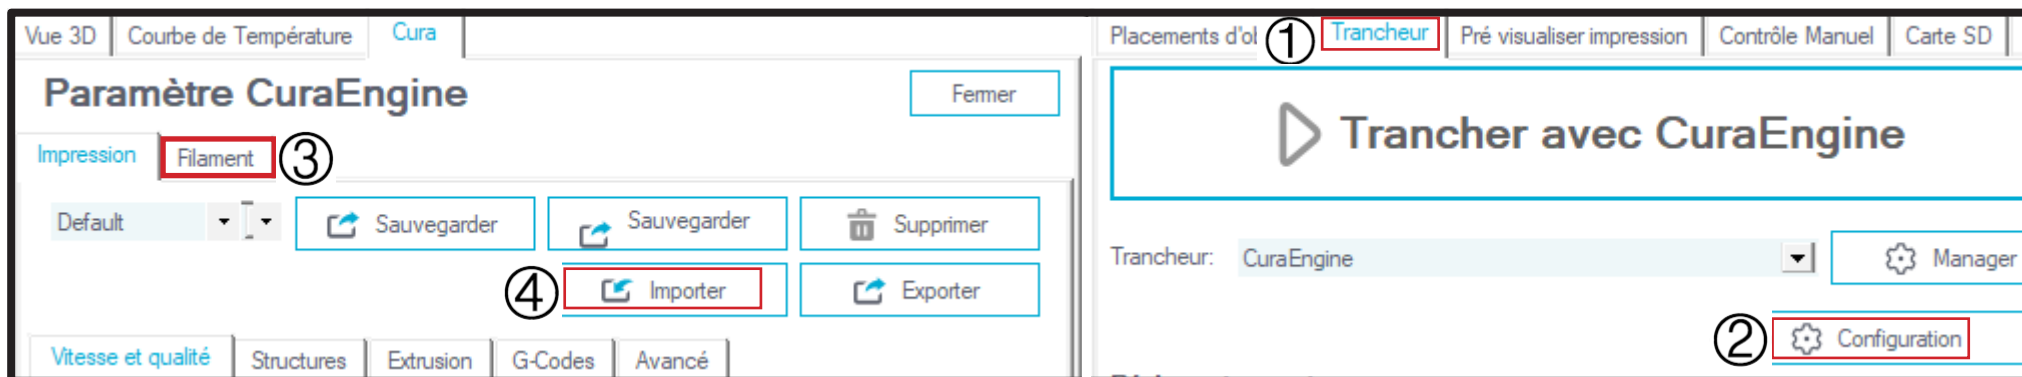 Vue 3D Courbe de Température Cura
Paramètre CuraEngine Fermer
Impression Filament ③
Default Sauvegarder Sauvegarder Supprimer
④ Importer Exporter
Vitesse et qualité Structures Extrusion G-Codes Avancé
Placements d'ob ① Trancheur Pré visualiser impression Contrôle Manuel Carte SD
Trancher avec CuraEngine
Trancheur: CuraEngine Manager
② Configuration